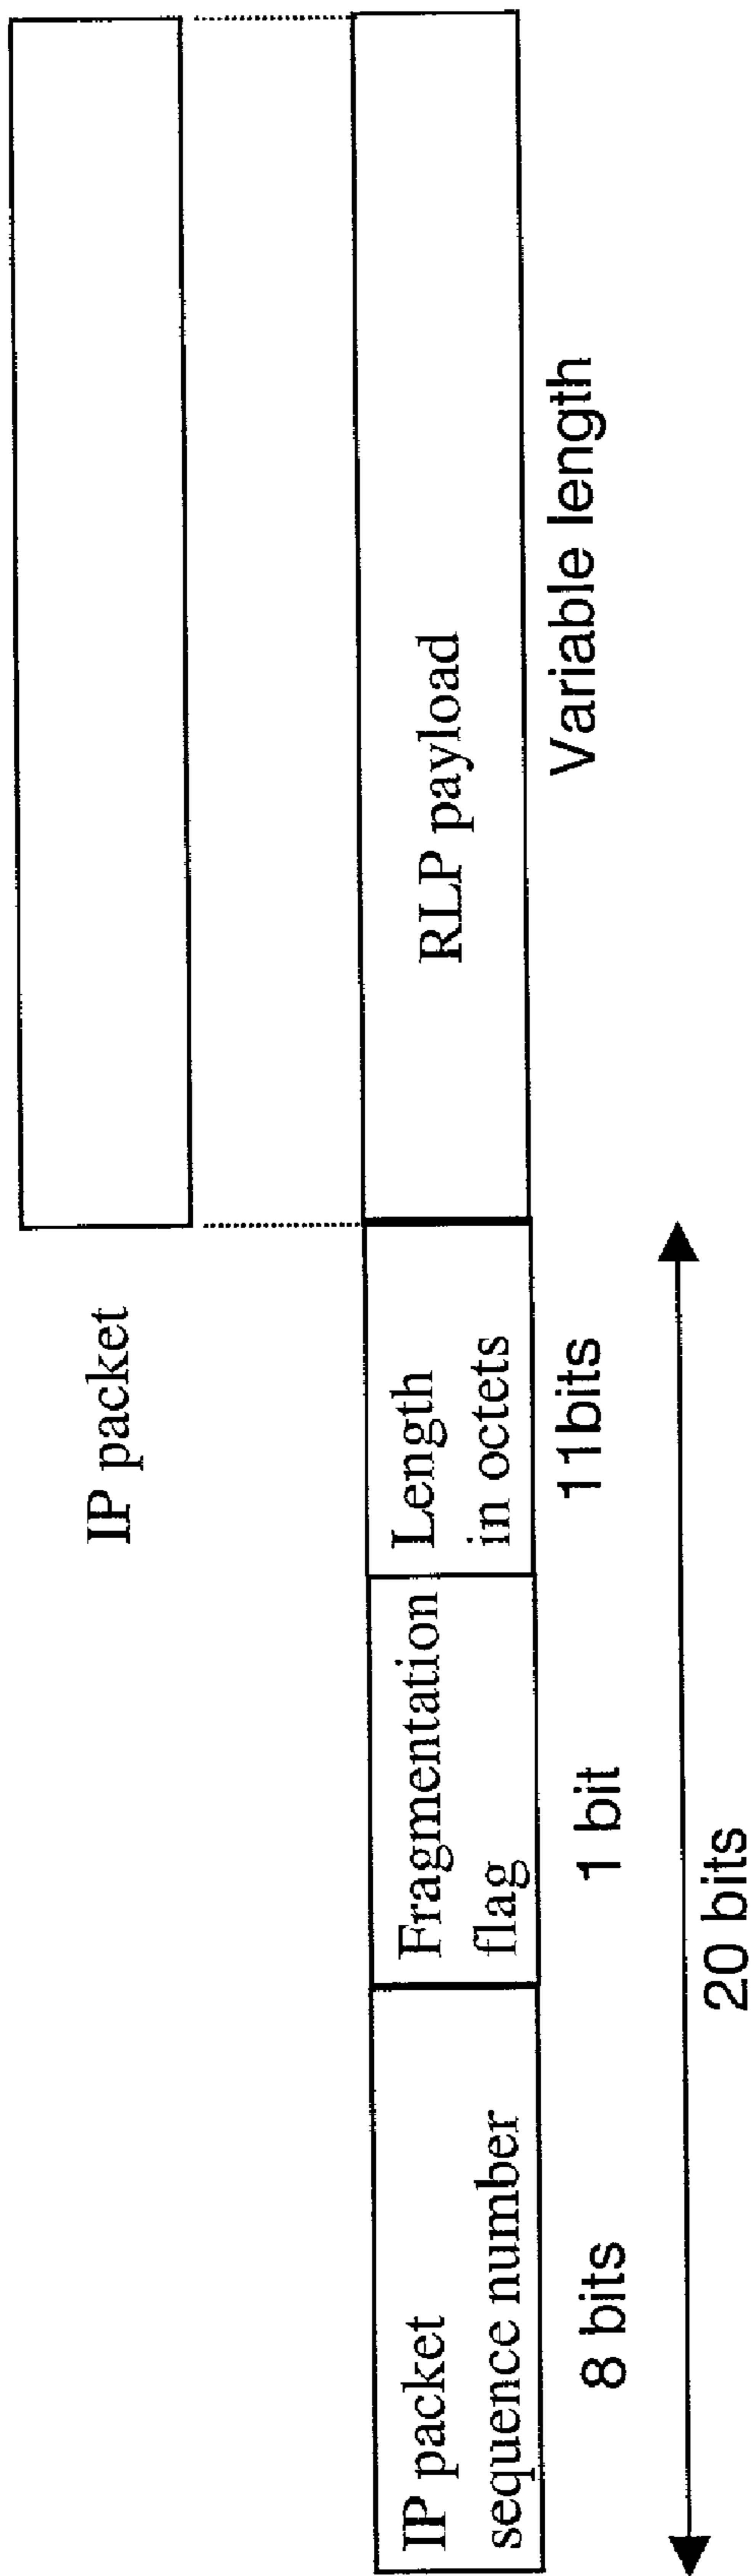 IP packet
IP packet
sequence number
Fragmentation
flag
Length
in octets
RLP payload
8 bits
1 bit
11bits
Variable length
20 bits